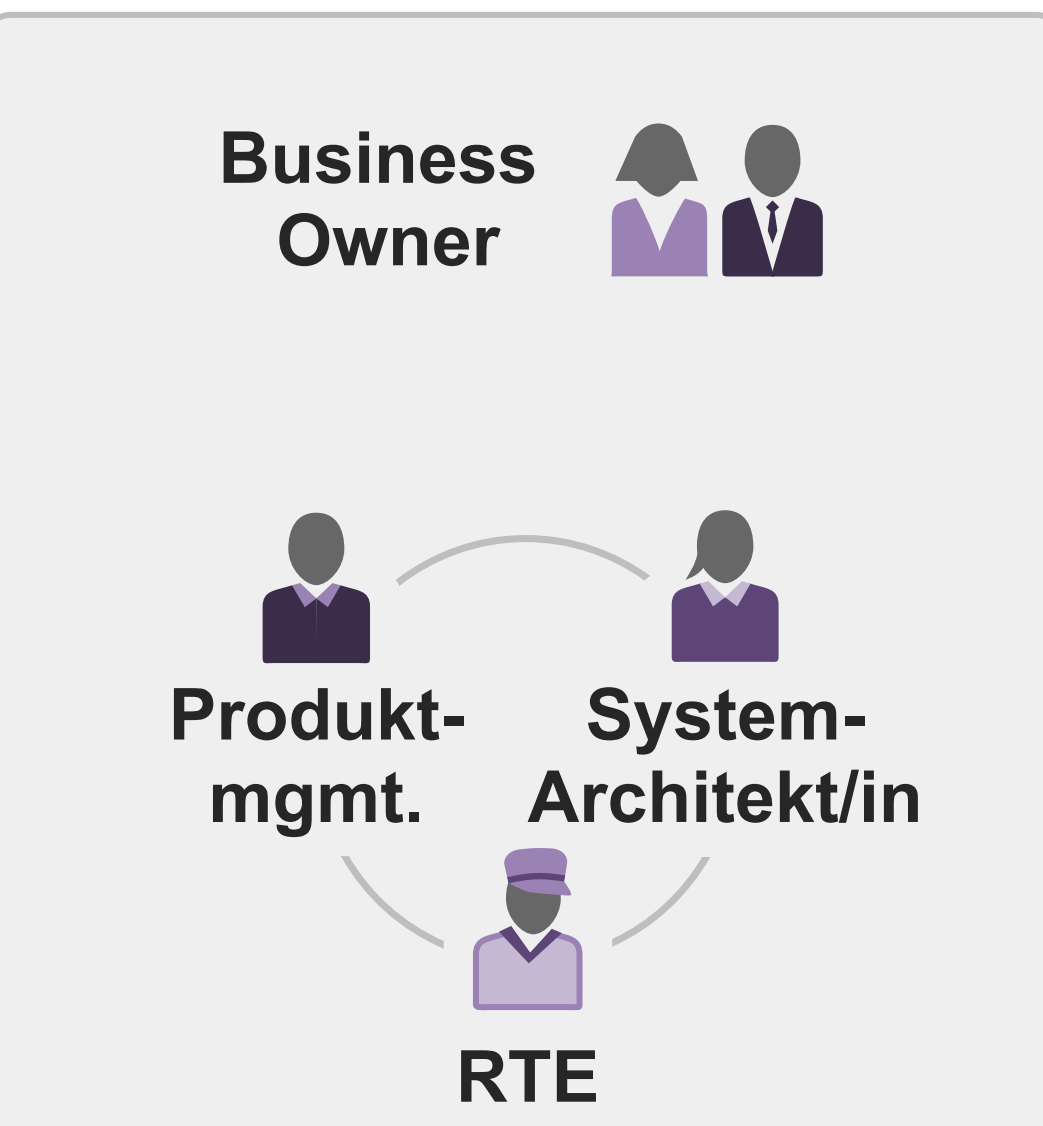 Business
Owner
Produkt-
mgmt.
System-
Architekt/in
RTE